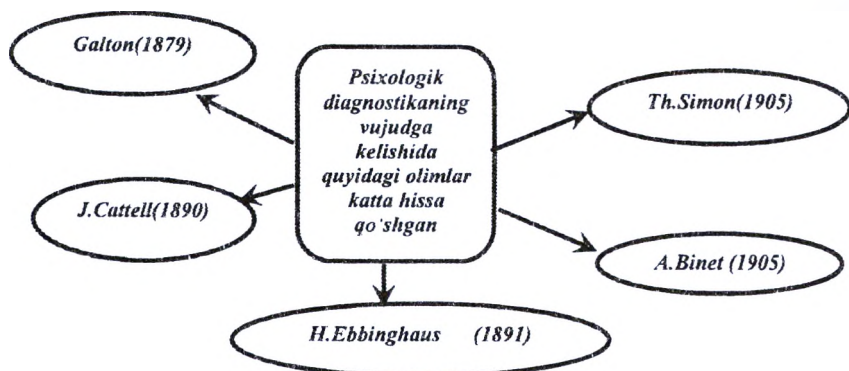 Galton(1879)
Psixologik
diagnostikaning
vujudga
kelishida
quyidagi olimlar
katta hissa
qo‘shgan
Th.Simon(1905)
J.Cattell(1890)
A.Binet (1905)
H.Ebbinghaus (1891)